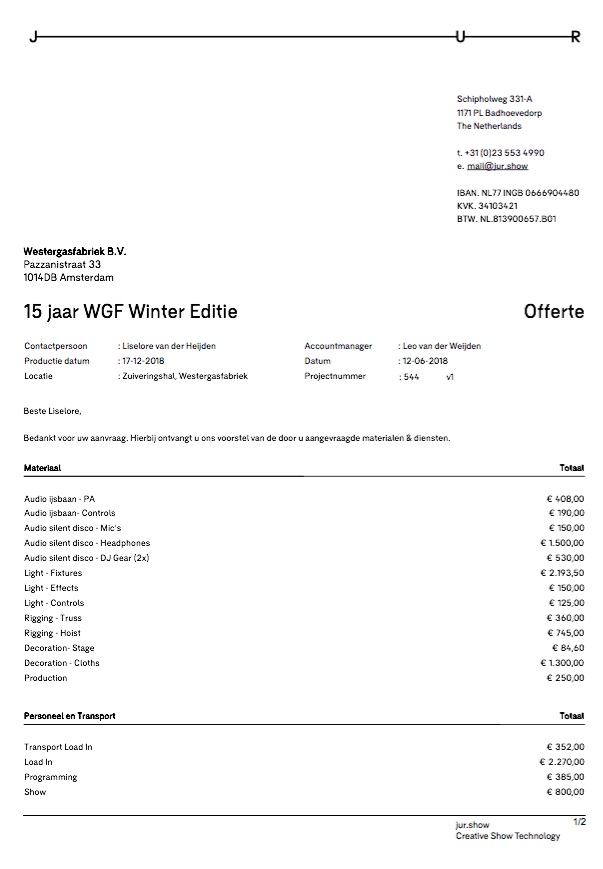 J U R
Schipholweg 331-A
1171 PL Badhoevedorp
The Netherlands
t. +31 (0)23 553 4990
e. mail@jur.show
IBAN. NL77 INGB 0666904480
KVK. 34103421
BTW. NL.813900657.B01
Westergasfabriek B.V.
Pazzanistraat 33
1014DB Amsterdam
15 jaar WGF Winter Editie Offerte
Contactpersoon : Liselore van der Heijden Accountmanager : Leo van der Weijden
Productie datum : 17-12-2018 Datum : 12-06-2018
Locatie : Zuiveringshal, Westergasfabriek Projectnummer : 544 v1
Beste Liselore,
Bedankt voor uw aanvraag. Hierbij ontvangt u ons voorstel van de door u aangevraagde materialen & diensten.
Materiaal Totaal
Audio ijsbaan - PA € 408,00
Audio ijsbaan- Controls € 190,00
Audio silent disco - Mic's € 150,00
Audio silent disco - Headphones € 1.500,00
Audio silent disco - DJ Gear (2x) € 530,00
Light - Fixtures € 2.193,50
Light - Effects € 150,00
Light - Controls € 125,00
Rigging - Truss € 360,00
Rigging - Hoist € 745,00
Decoration- Stage € 84,60
Decoration - Cloths € 1.300,00
Production € 250,00
Personeel en Transport Totaal
Transport Load In € 352,00
Load In € 2.270,00
Programming € 385,00
Show € 800,00
jur.show 1/2
Creative Show Technology